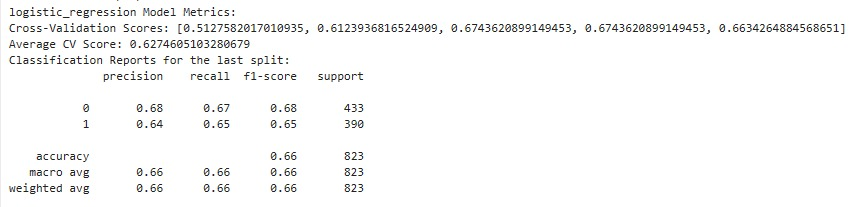 logistic_regression Model Metrics:
Cross-Validation Scores: [0.5127582017010935, 0.6123936816524909, 0.6743620899149453, 0.6743620899149453, 0.6634264884568651]
Average CV Score: 0.6274605103280679
Classification Reports for the last split:
precision recall f1-score support
0 0.68 0.67 0.68 433
1 0.64 0.65 0.65 390
accuracy 0.66 823
macro avg 0.66 0.66 0.66 823
weighted avg 0.66 0.66 0.66 823